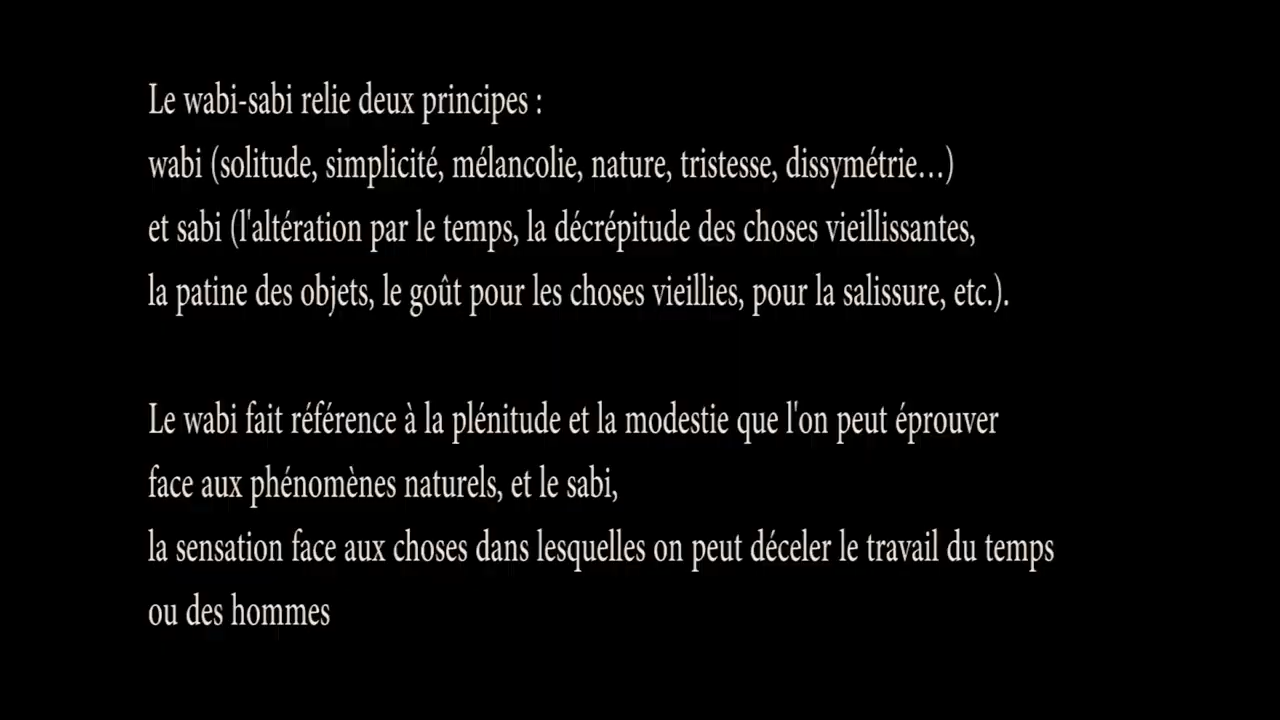 Le wabi-sabi relie deux principes :
wabi (solitude, simplicité, mélancolie, nature, tristesse, dissymétrie…)
et sabi (l'altération par le temps, la décrépitude des choses vieillissantes,
la patine des objets, le goût pour les choses vieillies, pour la salissure, etc.).
Le wabi fait référence à la plénitude et la modestie que l'on peut éprouver
face aux phénomènes naturels, et le sabi,
la sensation face aux choses dans lesquelles on peut déceler le travail du temps
ou des hommes